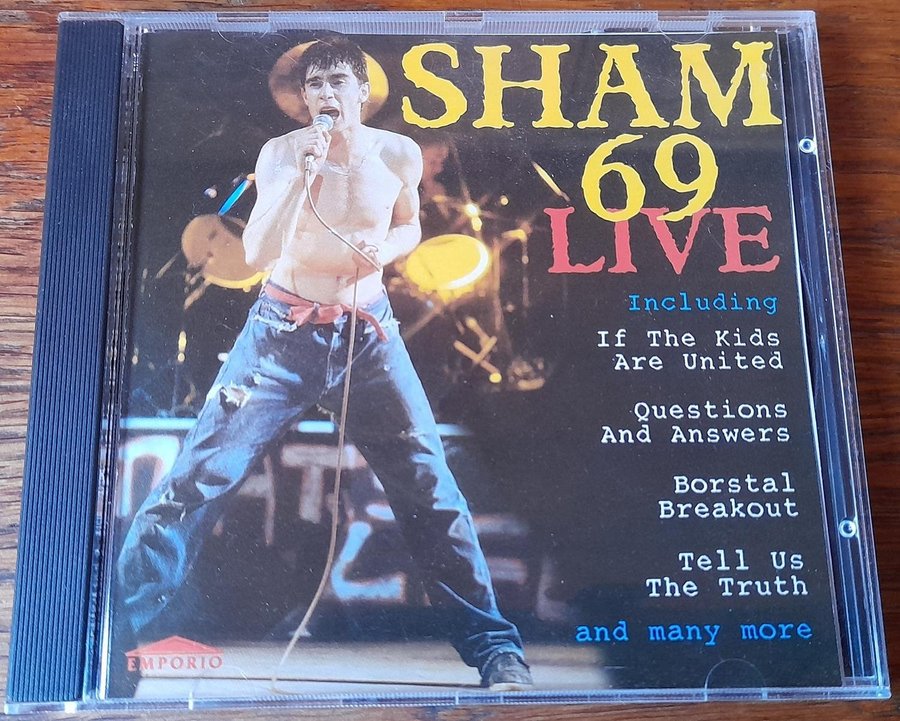 SHAM
69
LIVE
Including
If The Kids
Are United
Questions
And Answers
Borstal
Breakout
Tell Us
The Truth
and many more
EMPORIO